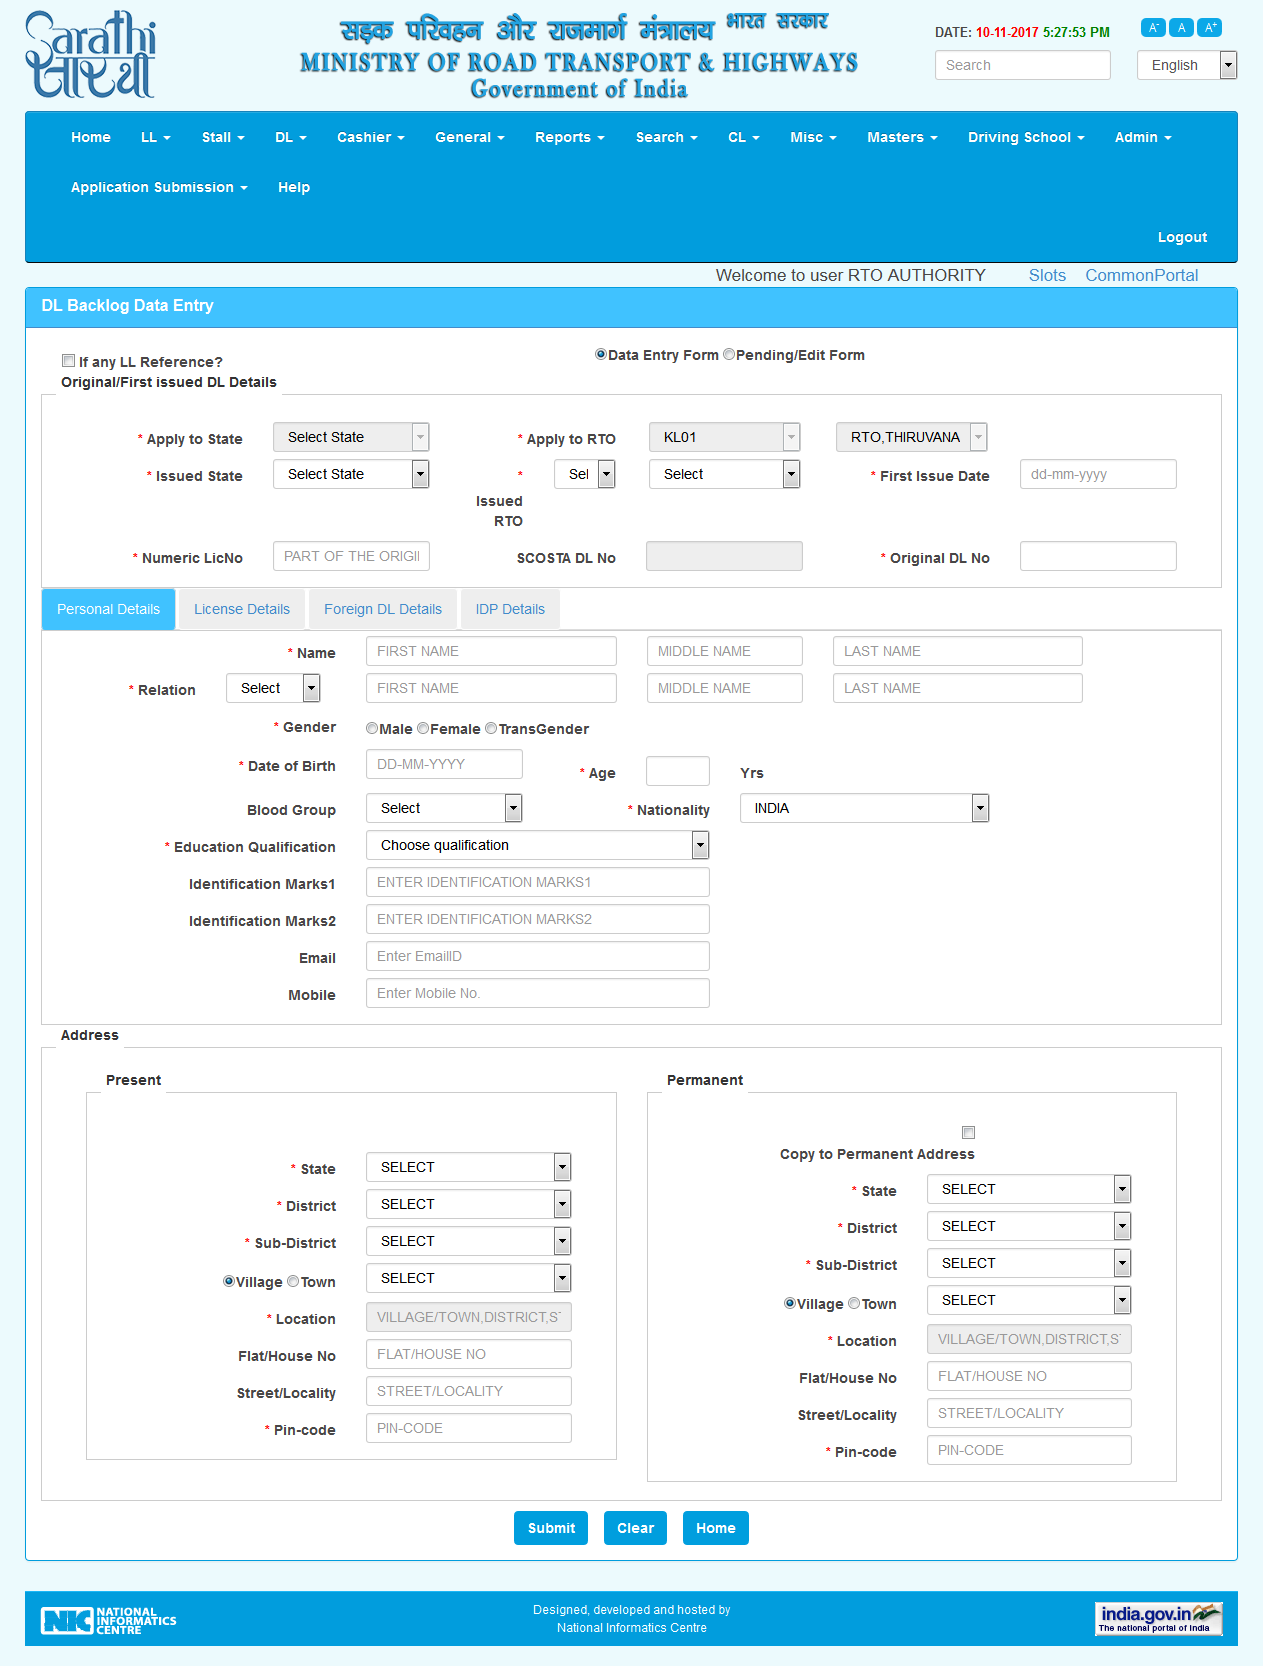 Sarathi
सारथी
सड़क परिवहन और राजमार्ग मंत्रालय भारत सरकार
MINISTRY OF ROAD TRANSPORT & HIGHWAYS
Government of India
DATE: 10-11-2017 5:27:53 PM
A- A A+
Search English
Home LL Stall DL Cashier General Reports Search CL Misc Masters Driving School Admin
Application Submission Help
Logout
Welcome to user RTO AUTHORITY Slots CommonPortal
DL Backlog Data Entry
If any LL Reference? Data Entry Form Pending/Edit Form
Original/First issued DL Details
* Apply to State Select State * Apply to RTO KL01 RTO,THIRUVANA
* Issued State Select State * Issued RTO Sel Select * First Issue Date dd-mm-yyyy
* Numeric LicNo PART OF THE ORIGI SCOSTA DL No * Original DL No
Personal Details License Details Foreign DL Details IDP Details
* Name FIRST NAME MIDDLE NAME LAST NAME
* Relation Select FIRST NAME MIDDLE NAME LAST NAME
* Gender Male Female TransGender
* Date of Birth DD-MM-YYYY * Age Yrs
Blood Group Select * Nationality INDIA
* Education Qualification Choose qualification
Identification Marks1 ENTER IDENTIFICATION MARKS1
Identification Marks2 ENTER IDENTIFICATION MARKS2
Email Enter EmailID
Mobile Enter Mobile No.
Address
Present
* State SELECT
* District SELECT
* Sub-District SELECT
Village Town SELECT
* Location VILLAGE/TOWN,DISTRICT,S
Flat/House No FLAT/HOUSE NO
Street/Locality STREET/LOCALITY
* Pin-code PIN-CODE
Permanent
Copy to Permanent Address
* State SELECT
* District SELECT
* Sub-District SELECT
Village Town SELECT
* Location VILLAGE/TOWN,DISTRICT,S
Flat/House No FLAT/HOUSE NO
Street/Locality STREET/LOCALITY
* Pin-code PIN-CODE
Submit Clear Home
NIC NATIONAL
INFORMATICS
CENTRE
Designed, developed and hosted by
National Informatics Centre
india.gov.in
The national portal of India